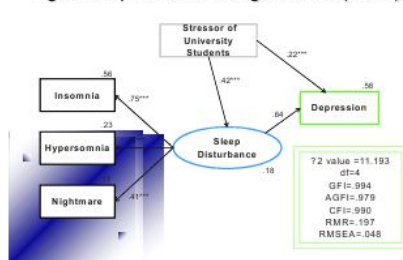 Stressor of
University
Students
.22***
.42***
.56
Insomnia
.75***
.56
Depression
.64
.23
Hypersomnia
Sleep
Disturbance
.18
Nightmare
.41***
?2 value =11.193
df=4
GFI=.994
AGFI=.979
CFI=.990
RMR=.197
RMSEA=.048